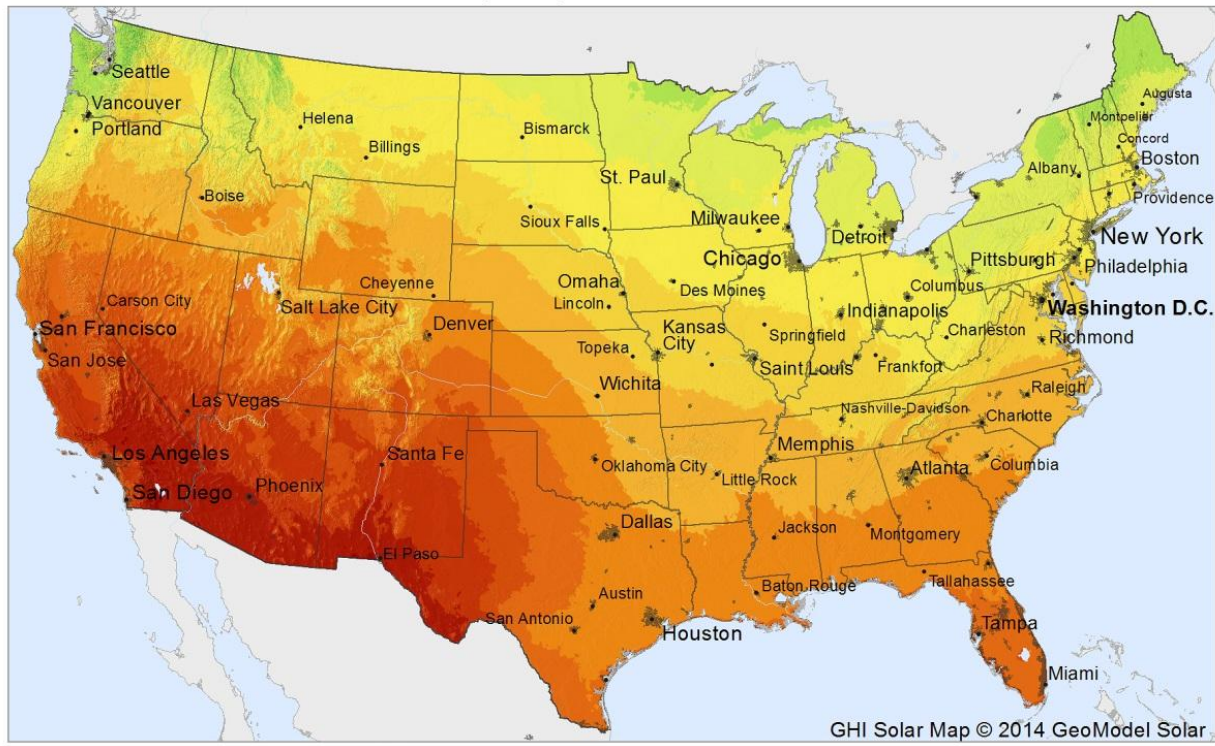 Seattle
Vancouver
Portland
Helena
Billings
Bismarck
Augusta
Montpelier
Concord
Boston
Albany
Providence
St. Paul
Boise
Sioux Falls
Milwaukee
Detroit
New York
Chicago
Pittsburgh
Philadelphia
Cheyenne
Omaha
Lincoln
Des Moines
Columbus
Carson City
Salt Lake City
Washington D.C.
Indianapolis
San Francisco
Denver
Kansas
City
Springfield
Charleston
Richmond
San Jose
Topeka
Saint Louis
Frankfort
Wichita
Raleigh
Las Vegas
Nashville-Davidson
Charlotte
Los Angeles
Santa Fe
Memphis
Oklahoma City
Little Rock
Atlanta
Columbia
San Diego
Phoenix
Dallas
Jackson
Montgomery
El Paso
Austin
Baton Rouge
Tallahassee
San Antonio
Houston
Tampa
Miami
GHI Solar Map © 2014 GeoModel Solar